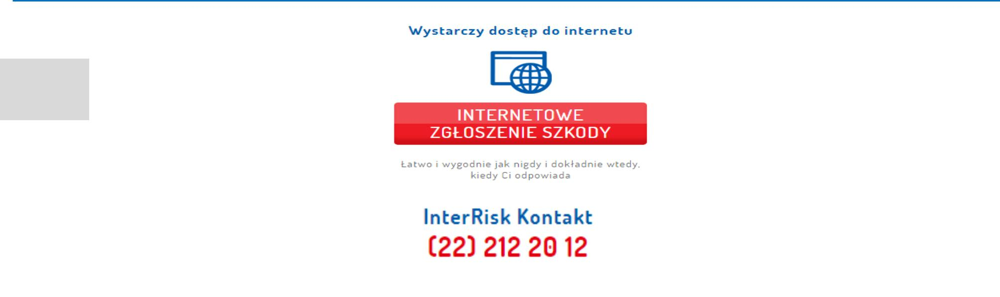 Wystarczy dostęp do internetu
INTERNETOWE
ZGŁOSZENIE SZKODY
Łatwo i wygodnie jak nigdy i dokładnie wtedy,
kiedy Ci odpowiada
InterRisk Kontakt
(22) 212 20 12